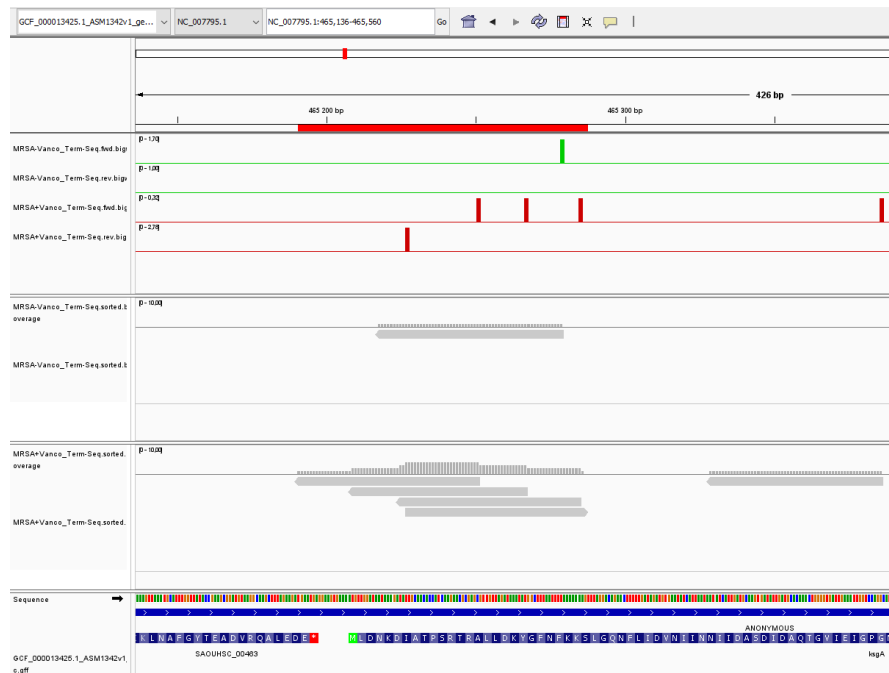 GCF_000013425.1_ASM1342v1_ge... NC_007795.1 NC_007795.1:465,136-465,560 Go
426 bp
465 200 bp 465 300 bp
MRSA-Vanco_Term-Seq.fwd.bigw [0 - 1,70]
MRSA-Vanco_Term-Seq.rev.bigw [0 - 1,00]
MRSA+Vanco_Term-Seq.fwd.big [0 - 0,32]
MRSA+Vanco_Term-Seq.rev.big [0 - 2,78]
MRSA-Vanco_Term-Seq.sorted.b [0 - 10,00]
overage
MRSA-Vanco_Term-Seq.sorted.b
MRSA+Vanco_Term-Seq.sorted. [0 - 10,00]
overage
MRSA+Vanco_Term-Seq.sorted.
Sequence
ANONYMOUS
K L N A F G Y T E A D V R Q A L E D E * M L D N K D I A T P S R T R A L L D K Y G F N F K K S L G Q N F L I D V N I I N N I I D A S D I D A Q T G V I E I G P G
SAOUHSC_00463 ksgA
GCF_000013425.1_ASM1342v1_
c.gff